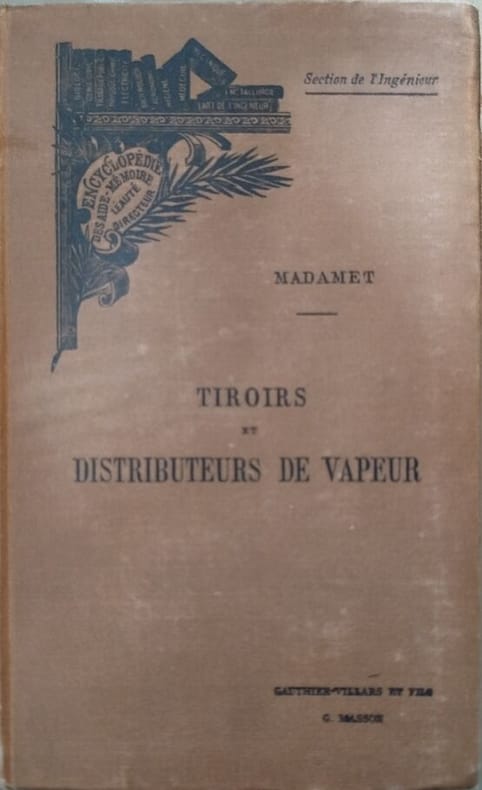 Section de l'Ingénieur
ENCYCLOPÉDIE
DES AIDE-MÉMOIRE
LÉAUTÉ
DIRECTEUR
MADAMET
TIROIRS
ET
DISTRIBUTEURS DE VAPEUR
GAUTHIER-VILLARS ET FILS
G. MASSON